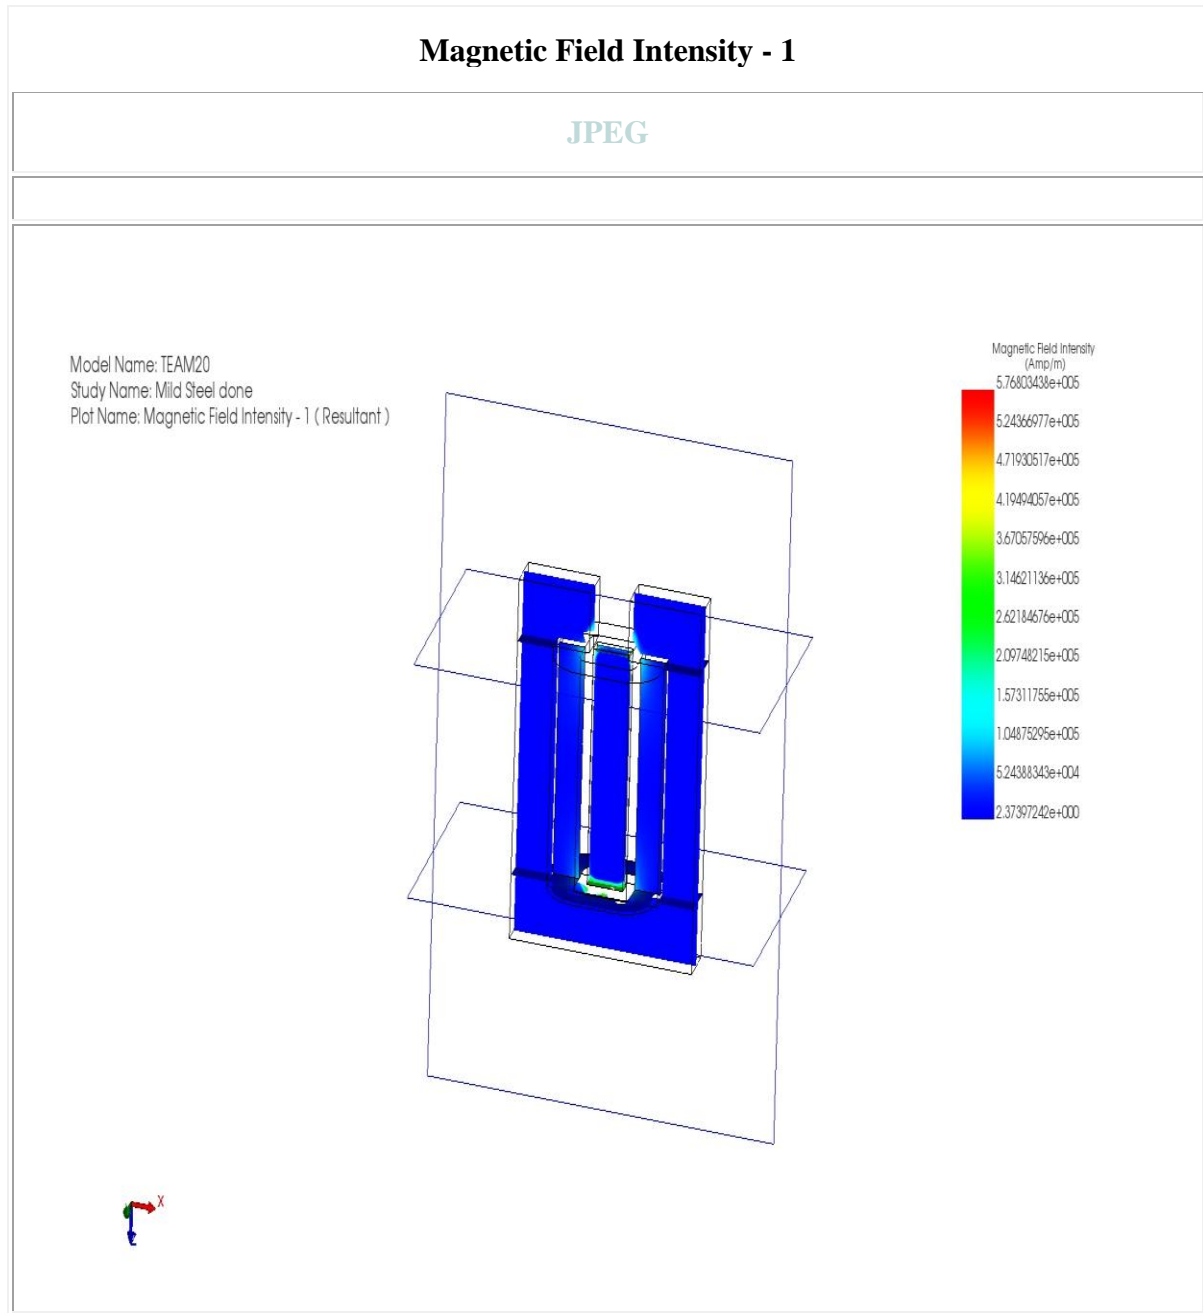 Magnetic Field Intensity - 1
JPEG
Model Name: TEAM20
Study Name: Mild Steel done
Plot Name: Magnetic Field Intensity - 1 ( Resultant )
Magnetic Field Intensity
(Amp/m)
5.76803438e+005
5.24366977e+005
4.71930517e+005
4.19494057e+005
3.67057596e+005
3.14621136e+005
2.62184676e+005
2.09748215e+005
1.57311755e+005
1.04875295e+005
5.24388343e+004
2.37397242e+000
X
Z